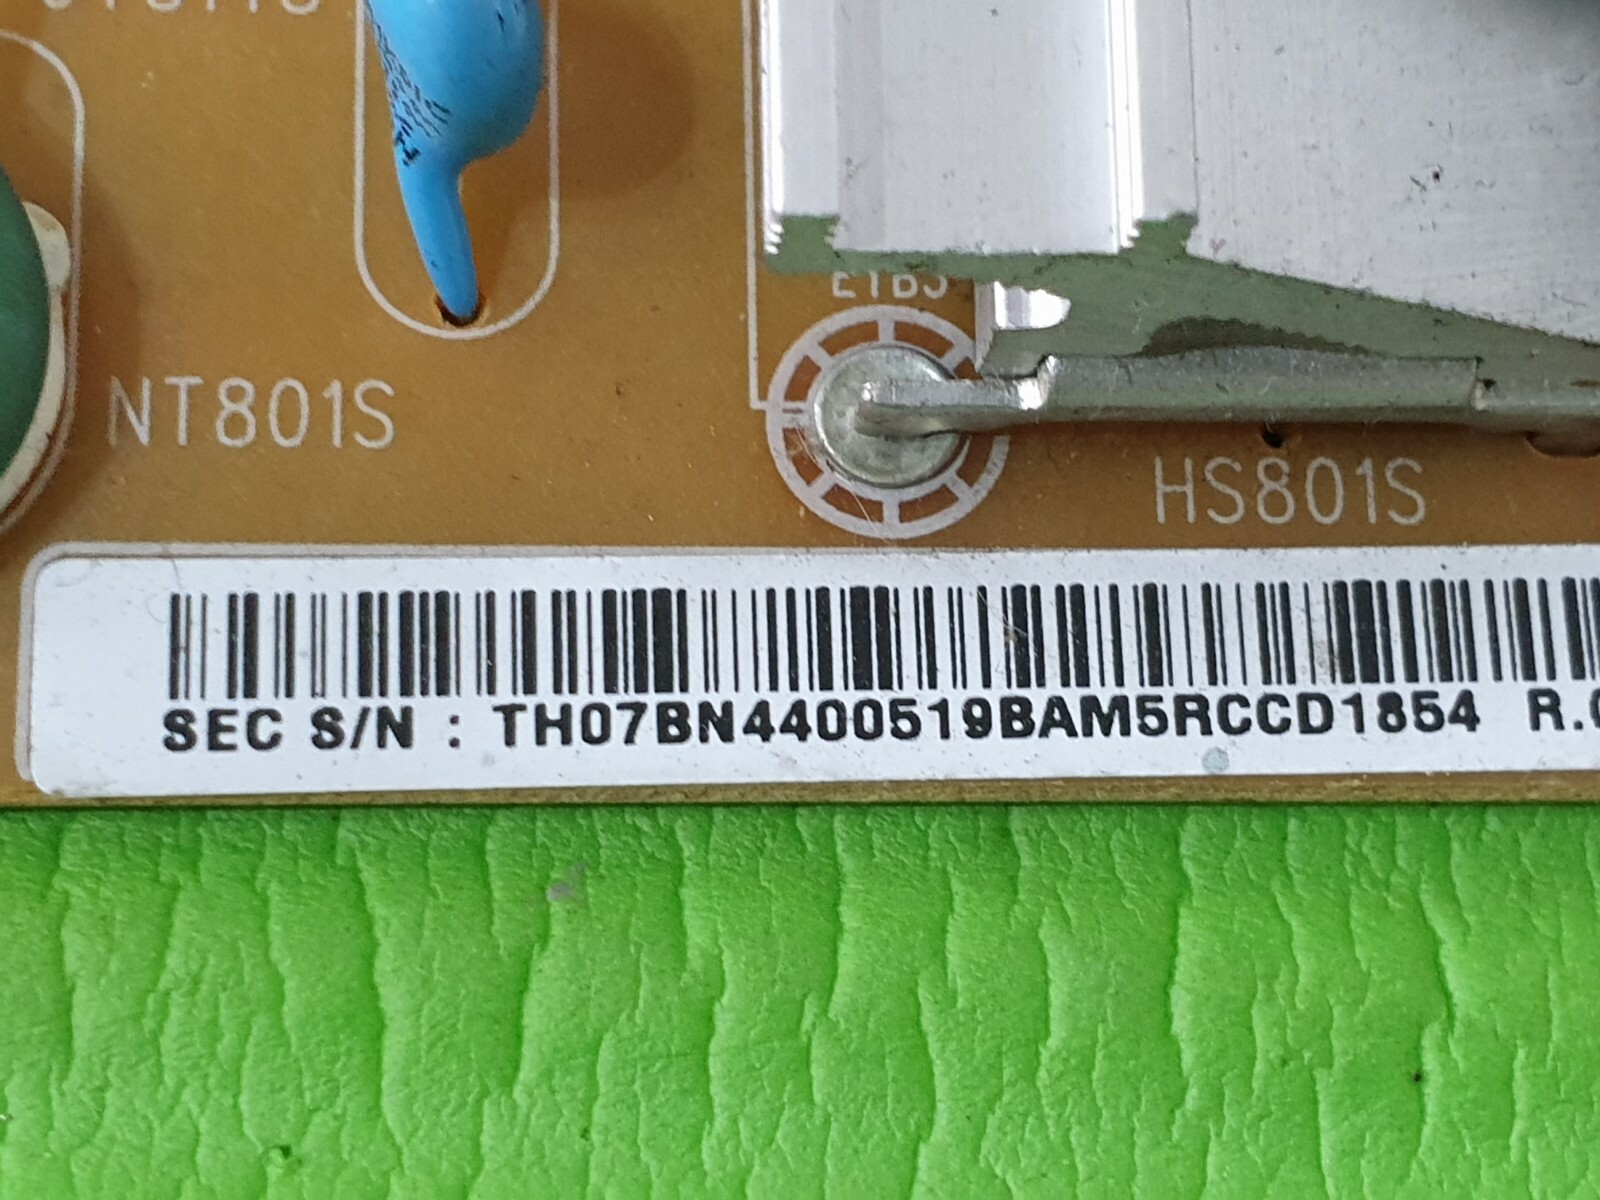 NT801S
HS801S
SEC S/N : TH07BN4400519BAM5RCCD1854 R.